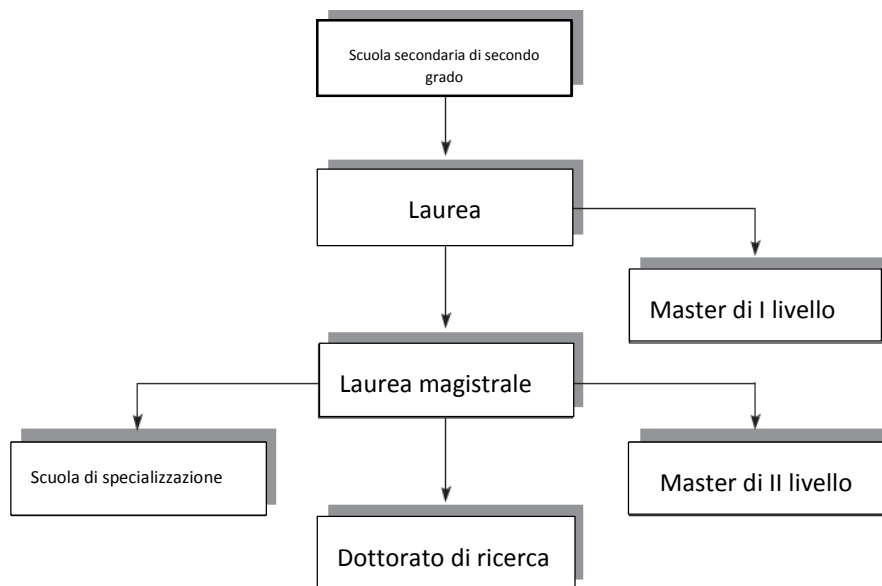 Scuola secondaria di secondo
grado
Laurea
Master di I livello
Laurea magistrale
Scuola di specializzazione
Master di II livello
Dottorato di ricerca